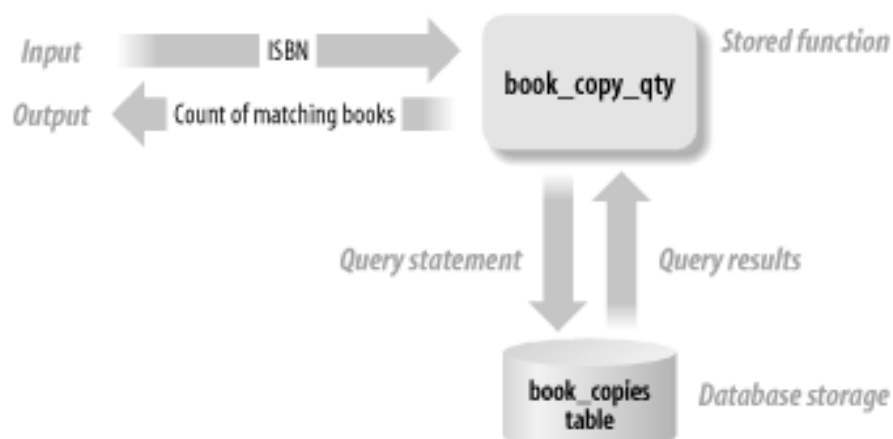 Input
ISBN
book_copy_qty
Stored function
Output
Count of matching books
Query statement
Query results
book_copies
table
Database storage